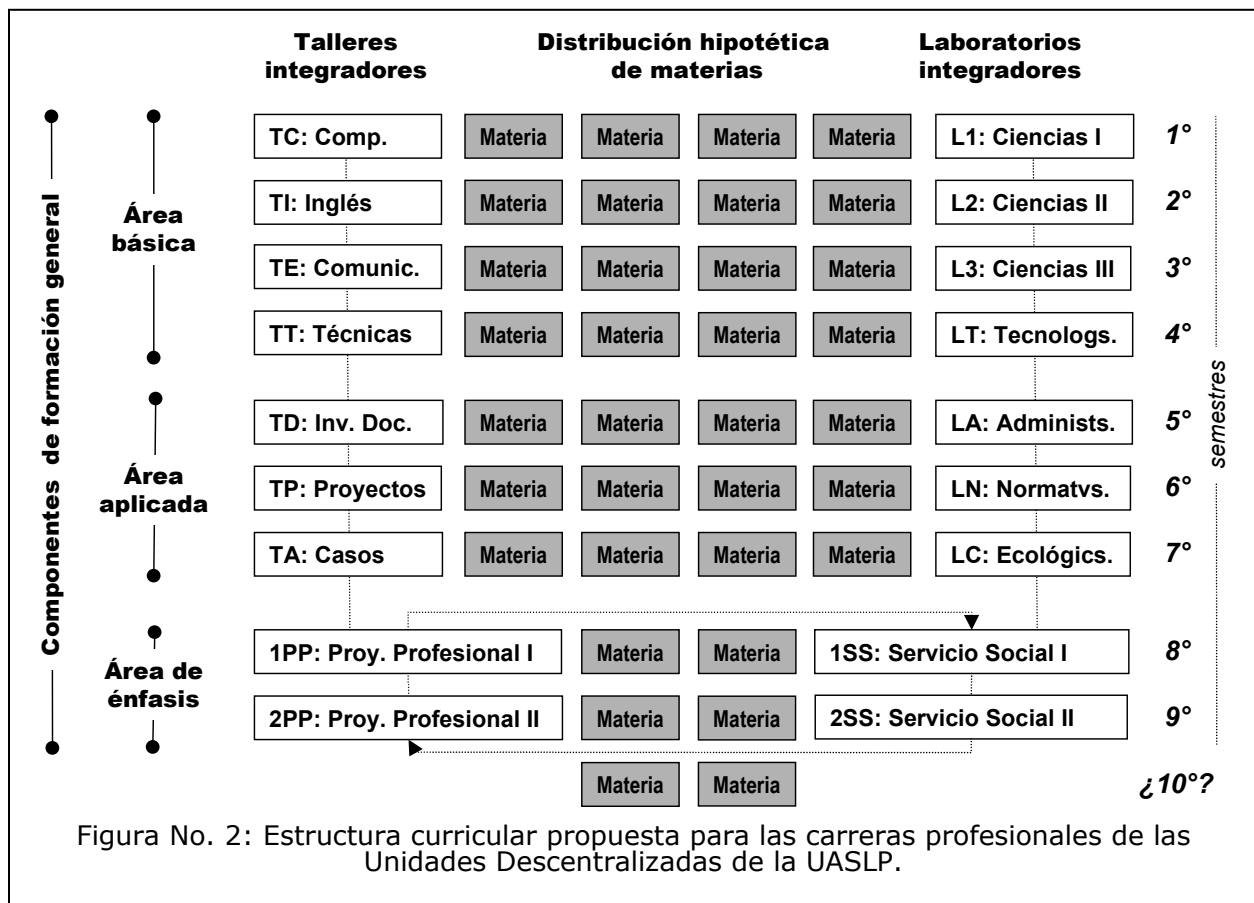 Talleres integradores
Distribución hipotética de materias
Laboratorios integradores
Componentes de formación general
Área básica
TC: Comp. Materia Materia Materia Materia L1: Ciencias I 1°
TI: Inglés Materia Materia Materia Materia L2: Ciencias II 2°
TE: Comunic. Materia Materia Materia Materia L3: Ciencias III 3°
TT: Técnicas Materia Materia Materia Materia LT: Tecnologs. 4°
semestres
Área aplicada
TD: Inv. Doc. Materia Materia Materia Materia LA: Administs. 5°
TP: Proyectos Materia Materia Materia Materia LN: Normatvs. 6°
TA: Casos Materia Materia Materia Materia LC: Ecológics. 7°
Área de énfasis
1PP: Proy. Profesional I Materia Materia 1SS: Servicio Social I 8°
2PP: Proy. Profesional II Materia Materia 2SS: Servicio Social II 9°
Materia Materia ¿10°?
Figura No. 2: Estructura curricular propuesta para las carreras profesionales de las
Unidades Descentralizadas de la UASLP.